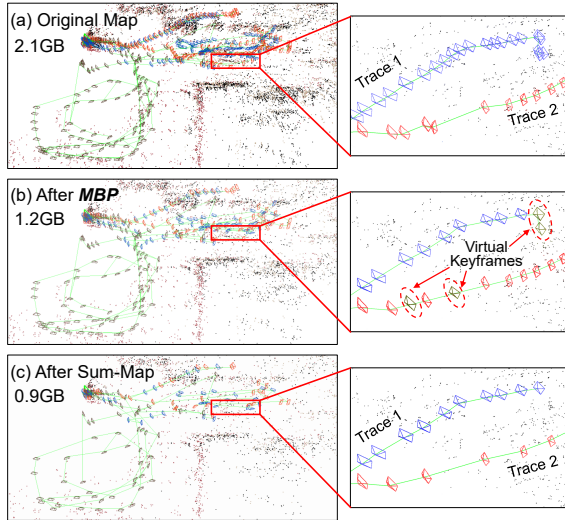 (a) Original Map
2.1GB
Trace 1
Trace 2
(b) After MBP
1.2GB
Virtual
Keyframes
(c) After Sum-Map
0.9GB
Trace 1
Trace 2